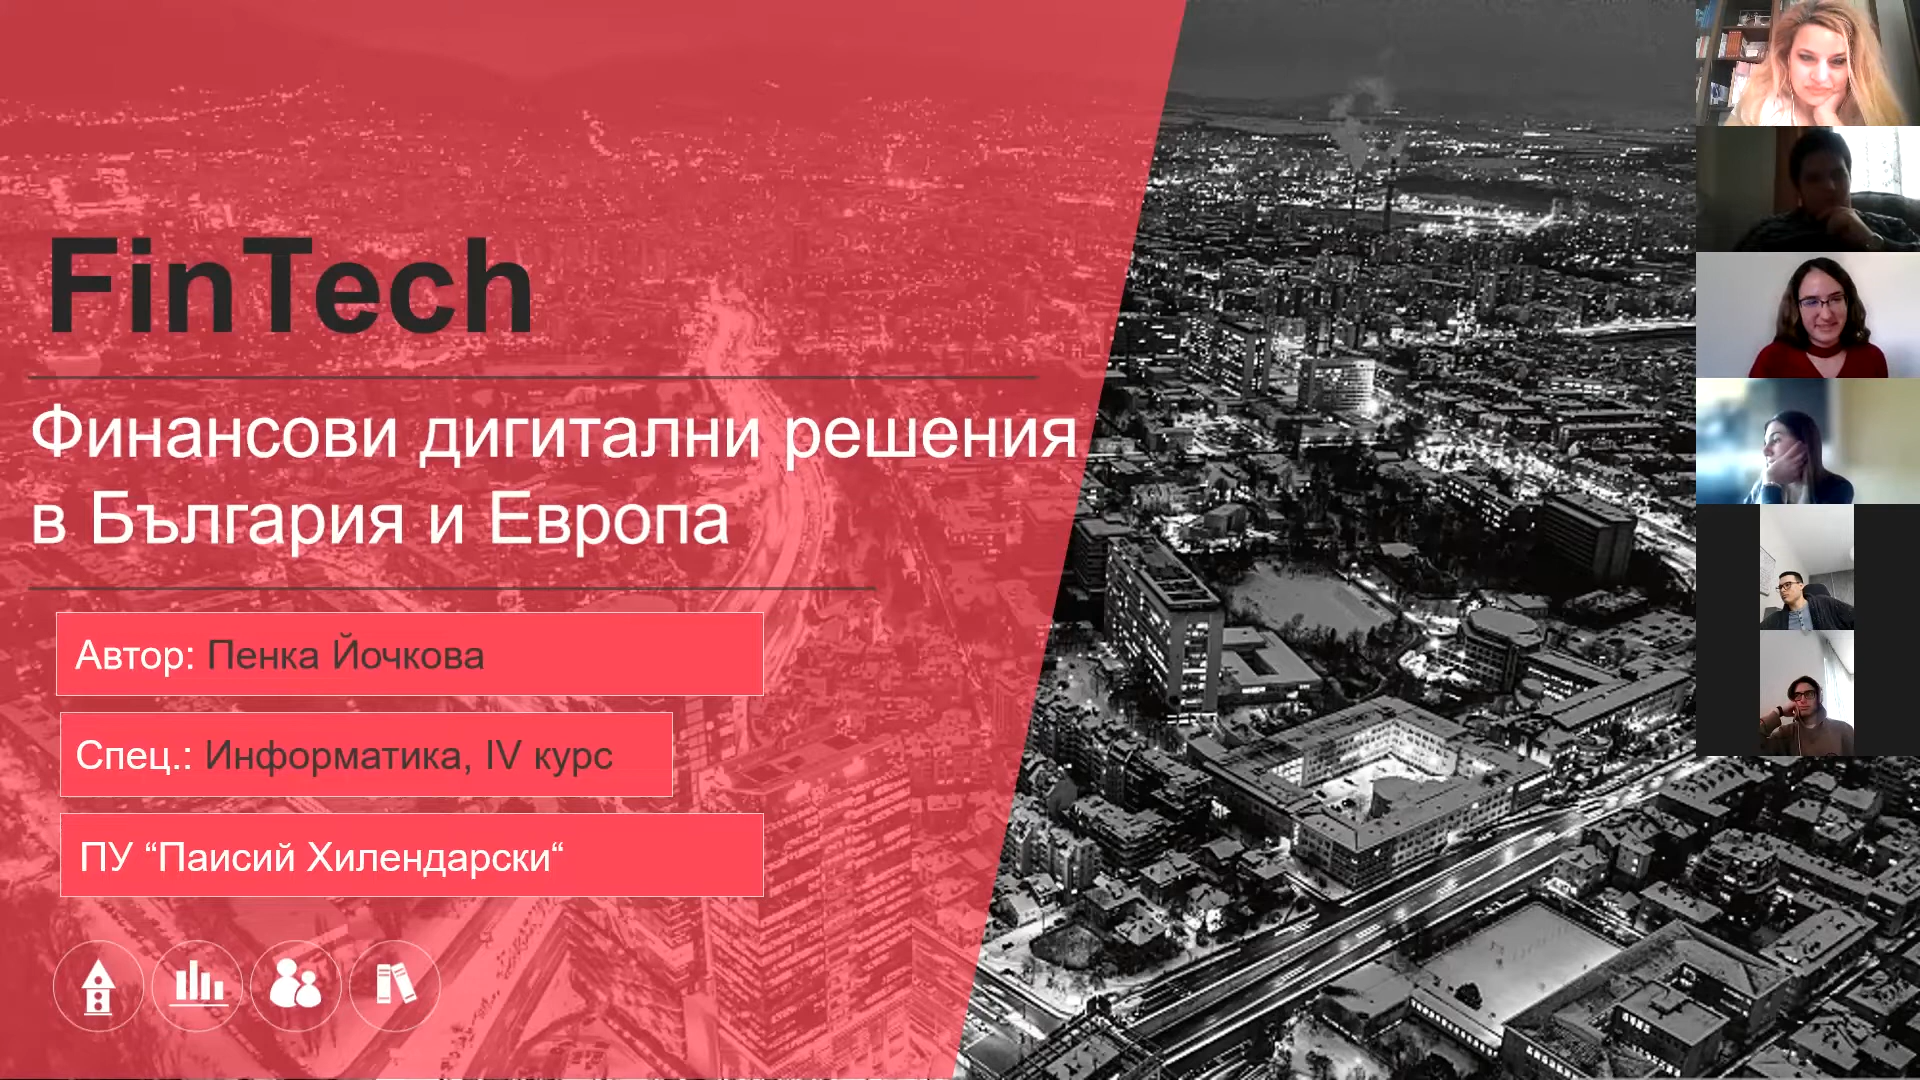 FinTech
Финансови дигитални решения
в България и Европа
Автор: Пенка Йочкова
Спец.: Информатика, IV курс
ПУ “Паисий Хилендарски“